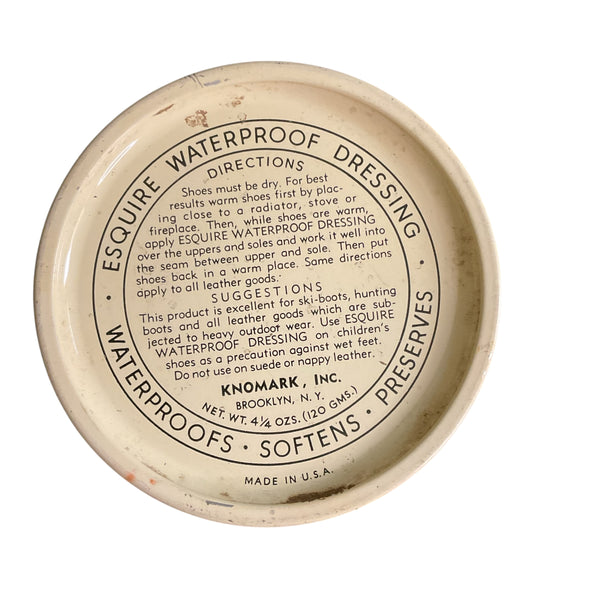 ESQUIRE WATERPROOF DRESSING
DIRECTIONS
Shoes must be dry. For best
results warm shoes first by plac-
ing close to a radiator, stove or
fireplace. Then, while shoes are warm,
apply ESQUIRE WATERPROOF DRESSING
over the uppers and soles and work it well into
the seam between upper and sole. Then put
shoes back in a warm place. Same directions
apply to all leather goods.
SUGGESTIONS
This product is excellent for ski-boots, hunting
boots and all leather goods which are sub-
jected to heavy outdoor wear. Use ESQUIRE
WATERPROOF DRESSING on children's
shoes as a precaution against wet feet.
Do not use on suede or nappy leather.
KNOMARK, INC.
BROOKLYN, N. Y.
NET. WT. 4¼ OZS. (120 GMS.)
· WATERPROOFS · SOFTENS · PRESERVES ·
MADE IN U.S.A.